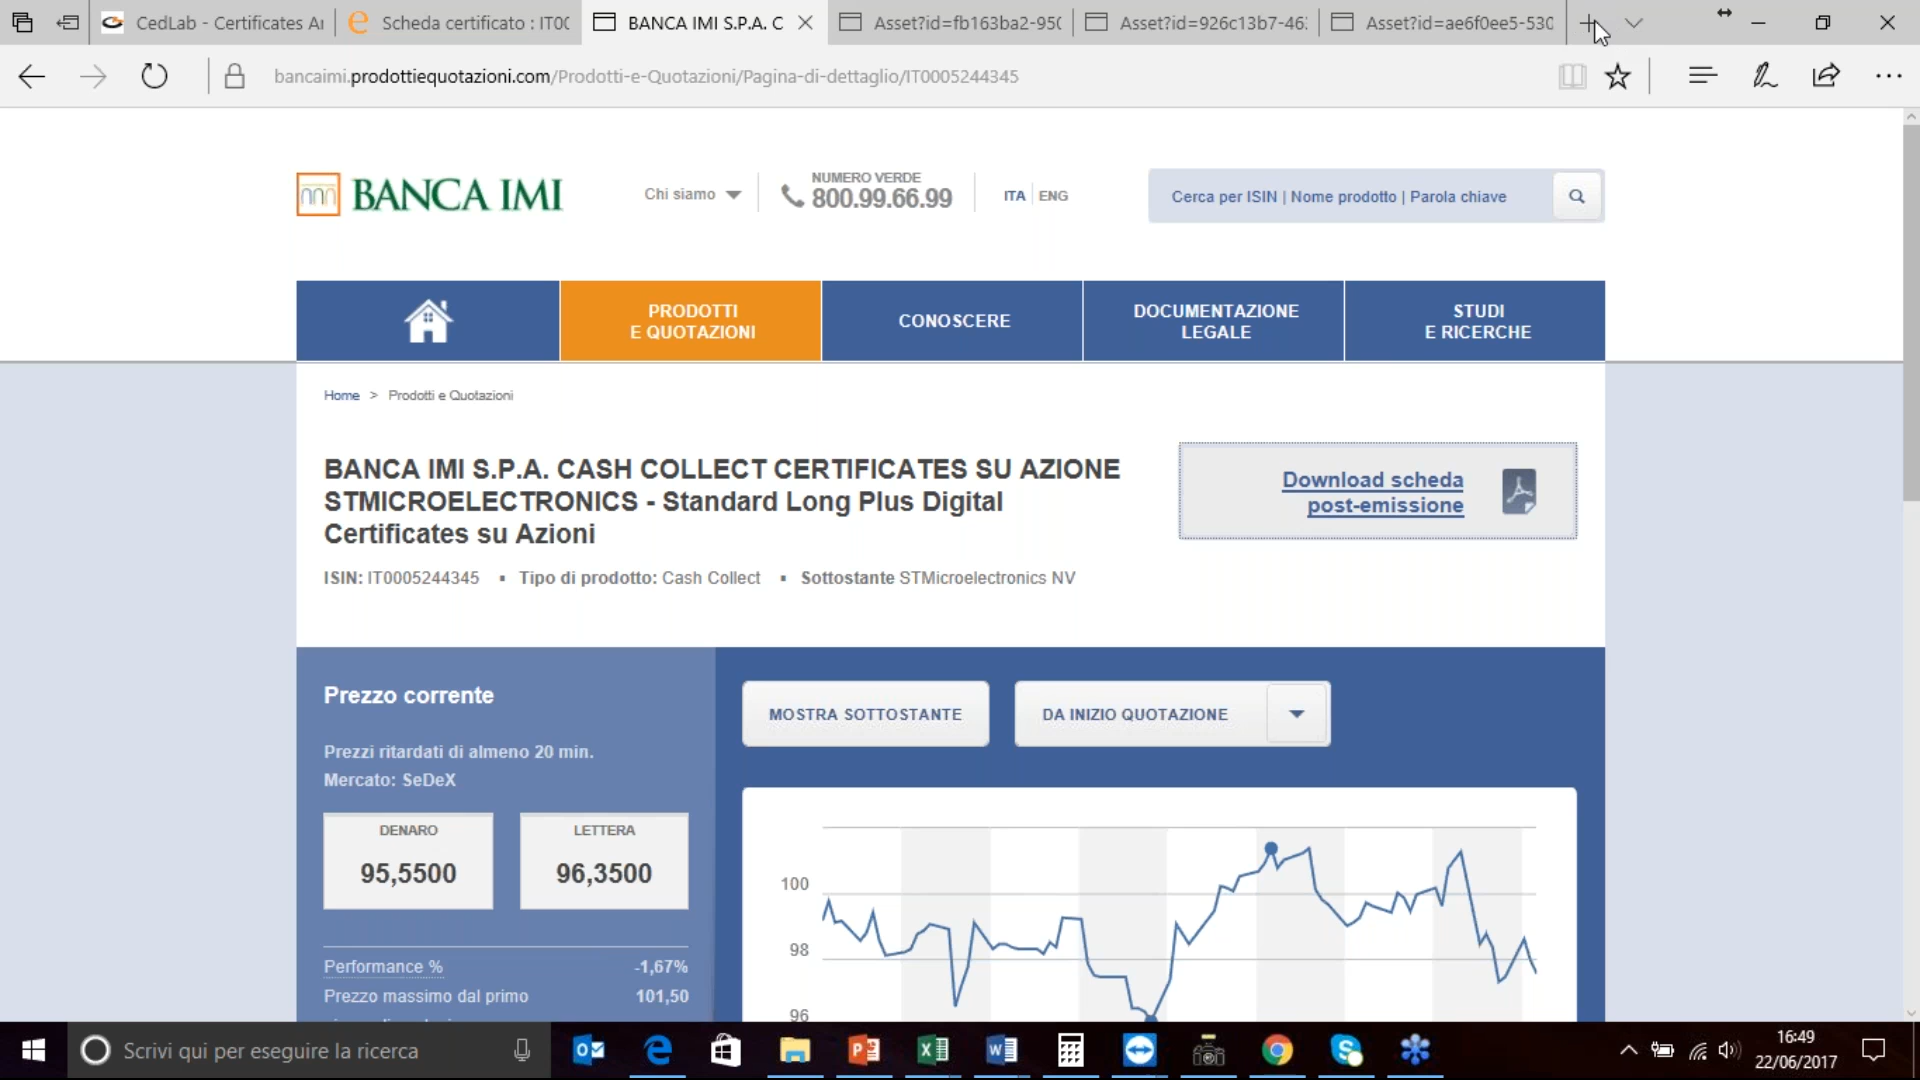 CedLab - Certificates Ar
Scheda certificato : IT00
BANCA IMI S.P.A. C
Asset?id=fb163ba2-950
Asset?id=926c13b7-463
Asset?id=ae6f0ee5-530
bancaimi.prodottiequotazioni.com/Prodotti-e-Quotazioni/Pagina-di-dettaglio/IT0005244345
BANCA IMI
Chi siamo
NUMERO VERDE
800.99.66.99
ITA ENG
Cerca per ISIN | Nome prodotto | Parola chiave
PRODOTTI
E QUOTAZIONI
CONOSCERE
DOCUMENTAZIONE
LEGALE
STUDI
E RICERCHE
Home > Prodotti e Quotazioni
BANCA IMI S.P.A. CASH COLLECT CERTIFICATES SU AZIONE
STMICROELECTRONICS - Standard Long Plus Digital
Certificates su Azioni
Download scheda
post-emissione
ISIN: IT0005244345 ▪ Tipo di prodotto: Cash Collect ▪ Sottostante STMicroelectronics NV
Prezzo corrente
Prezzi ritardati di almeno 20 min.
Mercato: SeDeX
DENARO
95,5500
LETTERA
96,3500
Performance % -1,67%
Prezzo massimo dal primo 101,50
MOSTRA SOTTOSTANTE
DA INIZIO QUOTAZIONE
100
98
96
Scrivi qui per eseguire la ricerca
16:49
22/06/2017